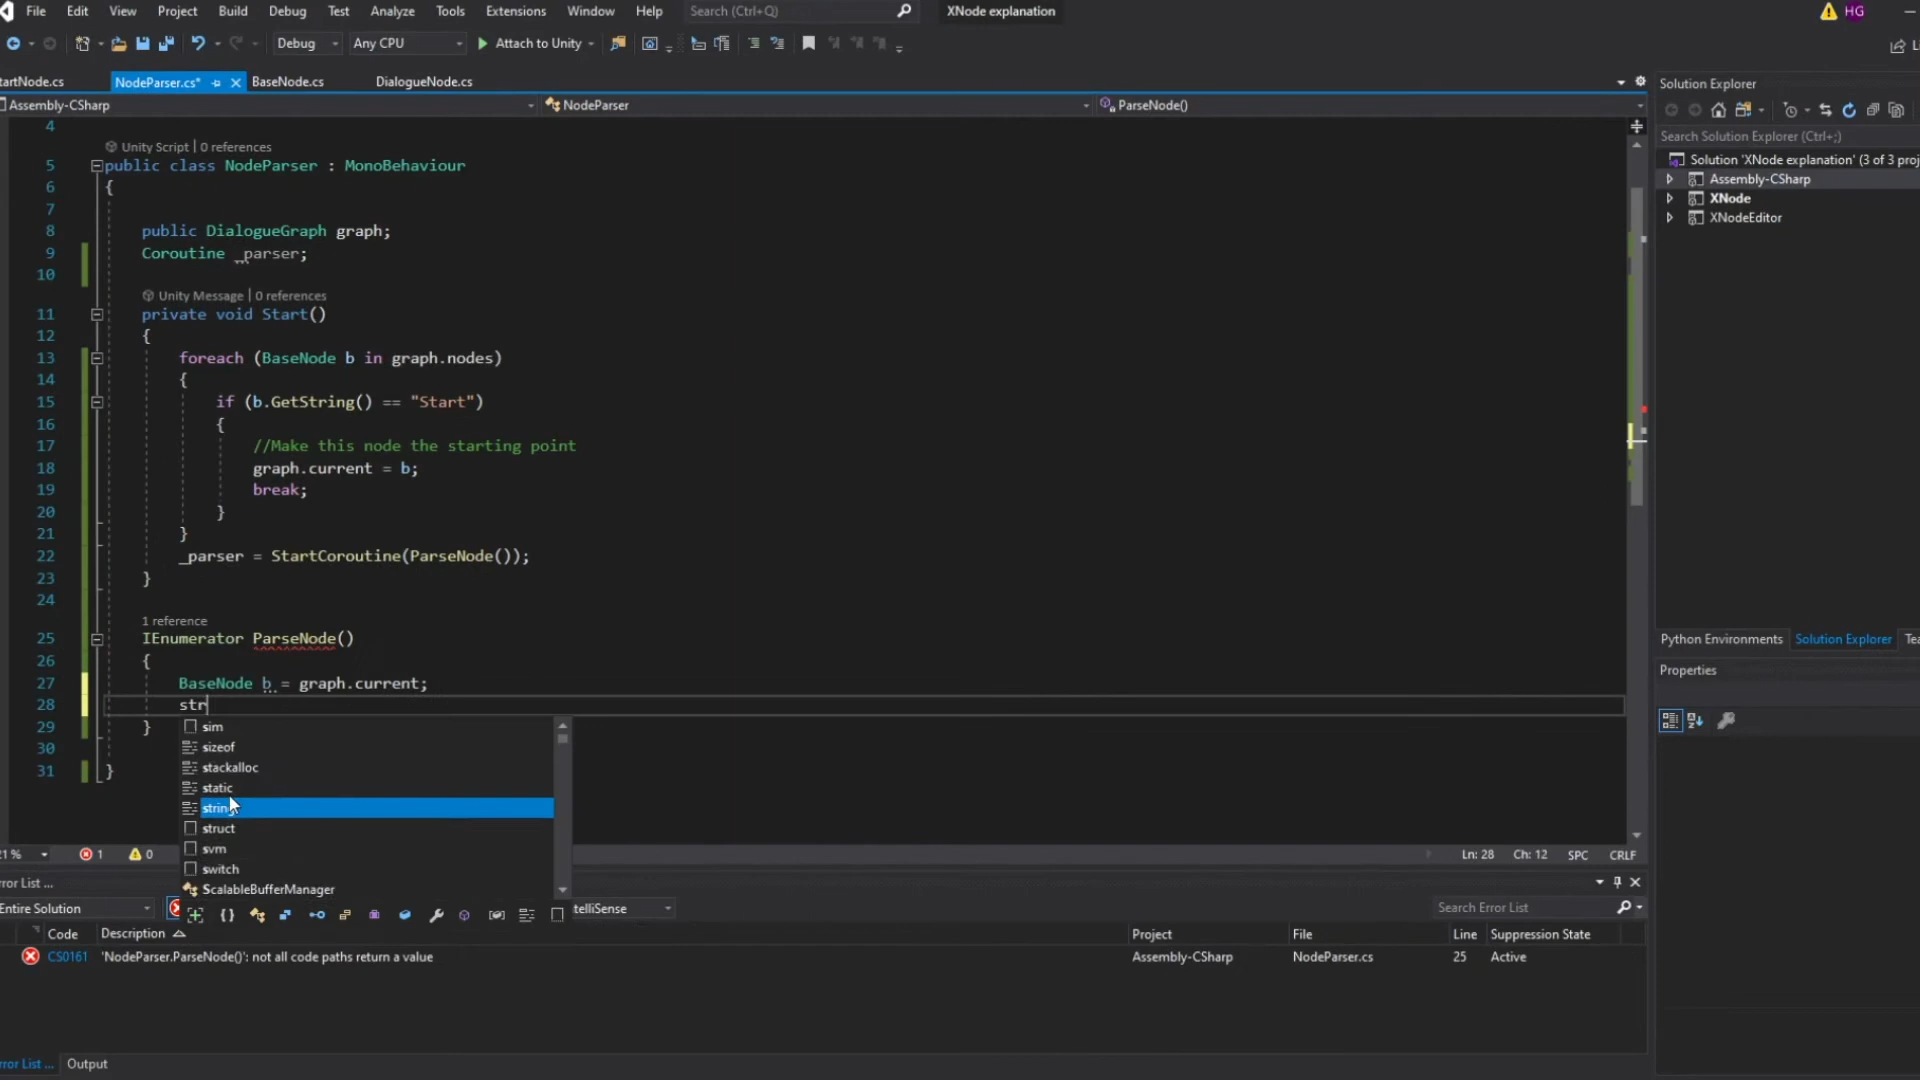 File Edit View Project Build Debug Test Analyze Tools Extensions Window Help Search (Ctrl+Q) XNode explanation HG
Debug Any CPU Attach to Unity
tartNode.cs NodeParser.cs* BaseNode.cs DialogueNode.cs
Assembly-CSharp NodeParser ParseNode()
4
Unity Script | 0 references
5 public class NodeParser : MonoBehaviour
6 {
7
8 public DialogueGraph graph;
9 Coroutine _parser;
10
Unity Message | 0 references
11 private void Start()
12 {
13 foreach (BaseNode b in graph.nodes)
14 {
15 if (b.GetString() == "Start")
16 {
17 //Make this node the starting point
18 graph.current = b;
19 break;
20 }
21 }
22 _parser = StartCoroutine(ParseNode());
23 }
24
1 reference
25 IEnumerator ParseNode()
26 {
27 BaseNode b = graph.current;
28 str
29 }
30
31 }
sim
sizeof
stackalloc
static
string
struct
svm
switch
ScalableBufferManager
21 % 1 0 Ln: 28 Ch: 12 SPC CRLF
rror List ...
Entire Solution telliSense Search Error List
Code Description Project File Line Suppression State
CS0161 'NodeParser.ParseNode()': not all code paths return a value Assembly-CSharp NodeParser.cs 25 Active
rror List ... Output
Solution Explorer
Search Solution Explorer (Ctrl+;)
Solution 'XNode explanation' (3 of 3 proj
Assembly-CSharp
XNode
XNodeEditor
Python Environments Solution Explorer Tea
Properties